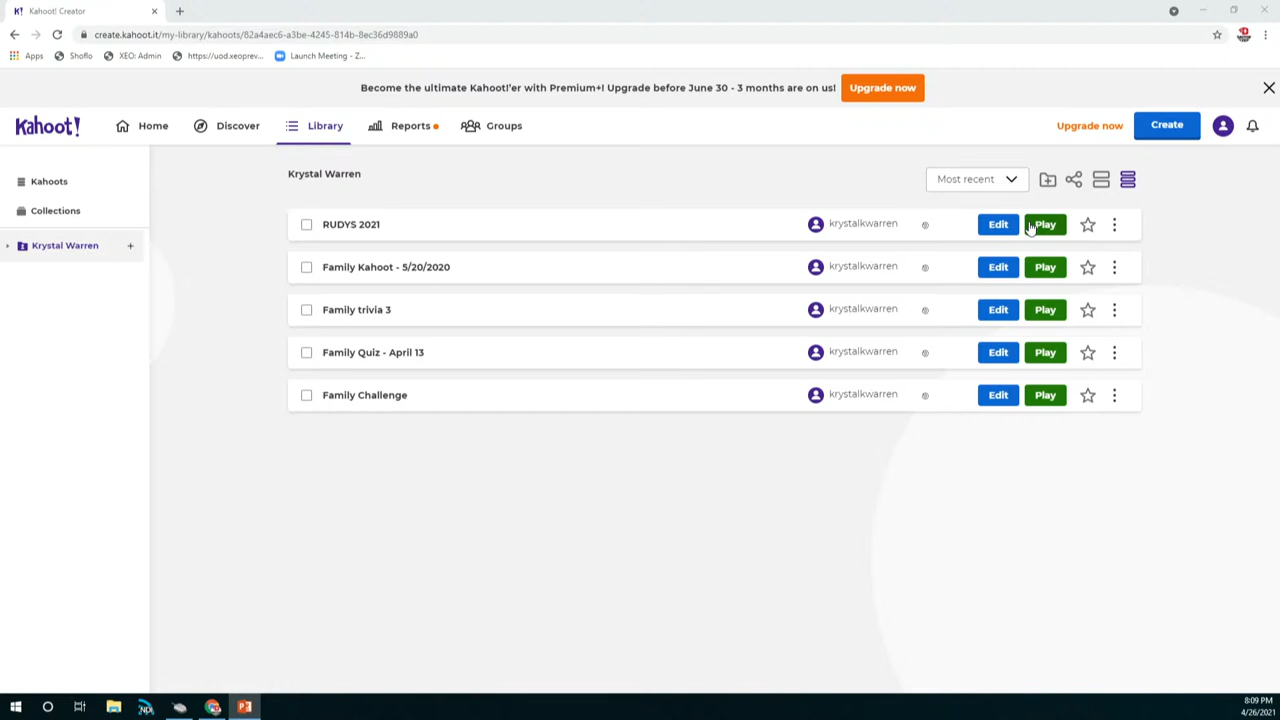 K! Kahoot! Creator
create.kahoot.it/my-library/kahoots/82a4aec6-a3be-4245-814b-8ec36d9889a0
Apps Shoflo XEO: Admin https://uod.xeoprev... Launch Meeting - Z...
Become the ultimate Kahoot!'er with Premium+! Upgrade before June 30 - 3 months are on us! Upgrade now
Kahoot! Home Discover Library Reports Groups Upgrade now Create
Kahoots
Collections
Krystal Warren +
Krystal Warren Most recent
RUDYS 2021 krystalkwarren Edit Play
Family Kahoot - 5/20/2020 krystalkwarren Edit Play
Family trivia 3 krystalkwarren Edit Play
Family Quiz - April 13 krystalkwarren Edit Play
Family Challenge krystalkwarren Edit Play
8:09 PM
4/26/2021